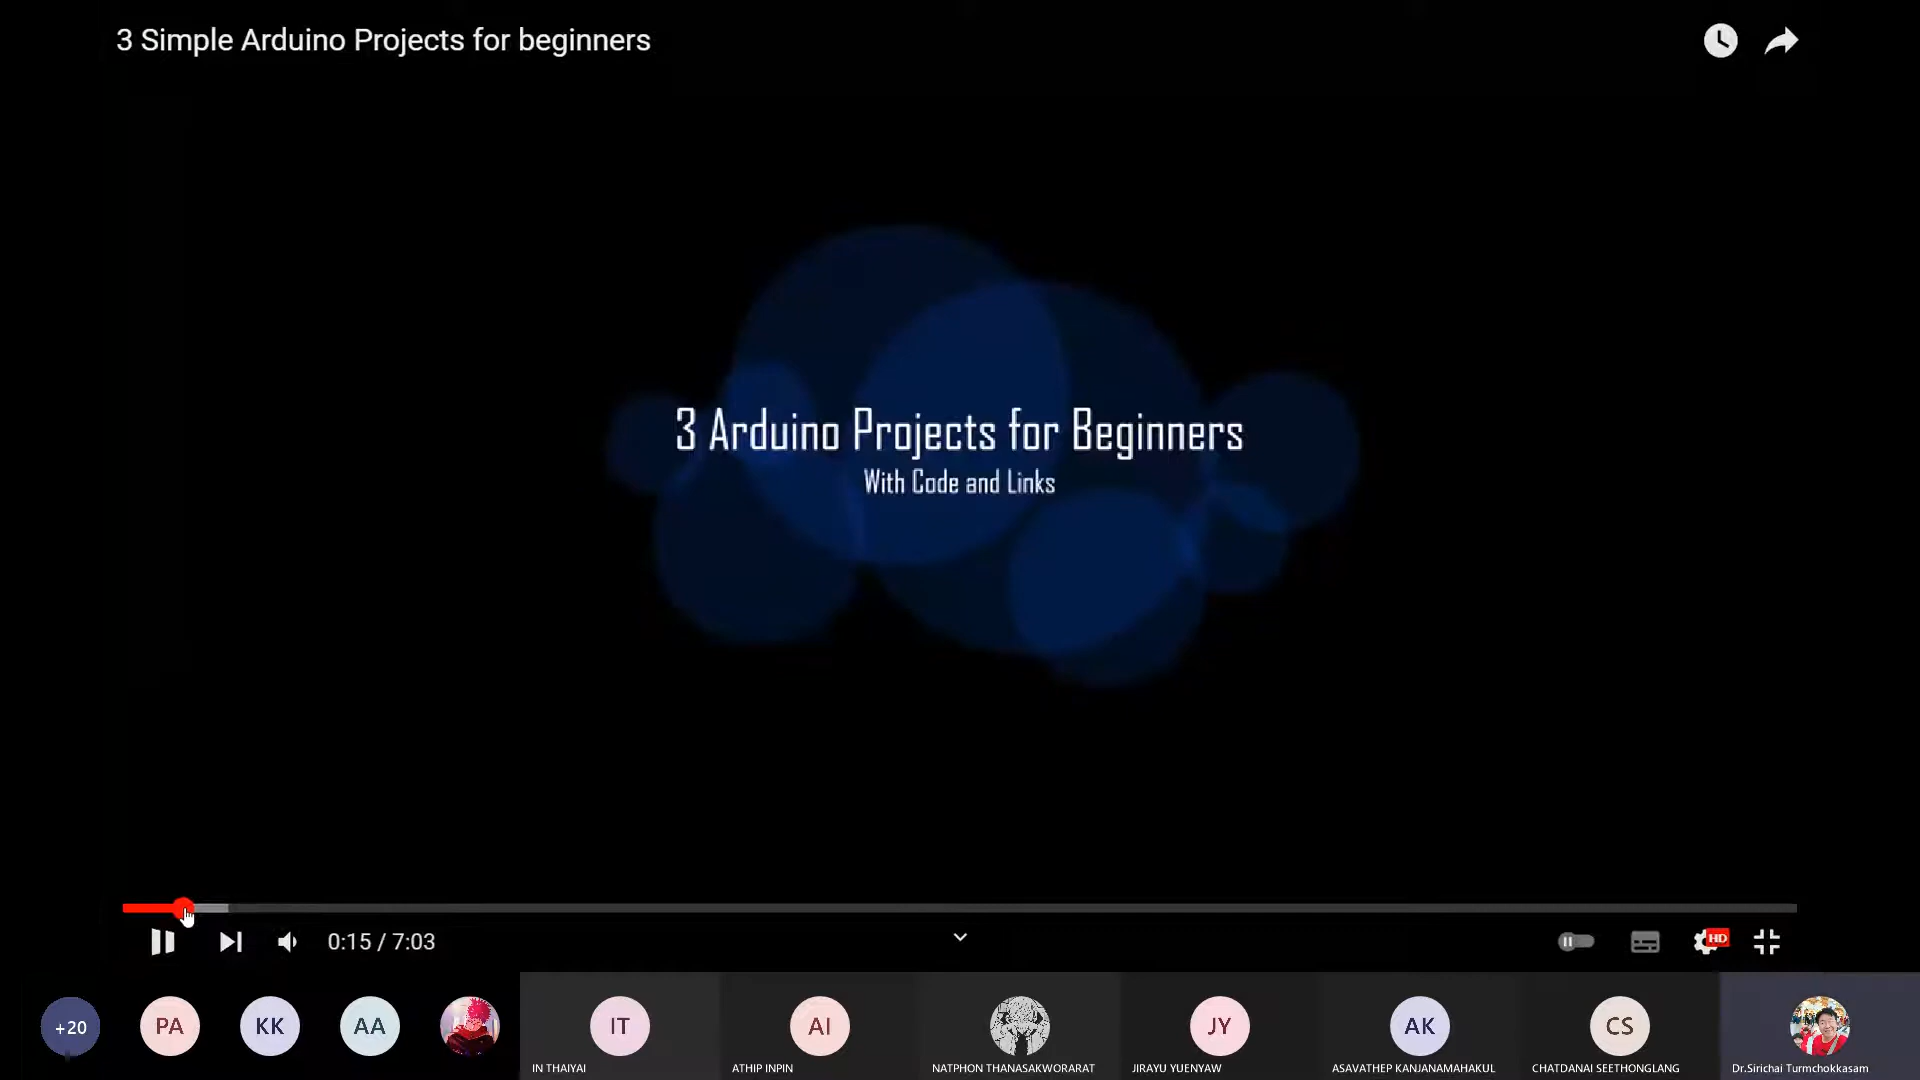 3 Simple Arduino Projects for beginners
3 Arduino Projects for Beginners
With Code and Links
0:15 / 7:03
HD
+20
PA
KK
AA
IT
AI
JY
AK
CS
IN THAIYAI
ATHIP INPIN
NATPHON THANASAKWORARAT
JIRAYU YUENYAW
ASAVATHEP KANJANAMAHAKUL
CHATDANAI SEETHONGLANG
Dr.Sirichai Turmchokkasam